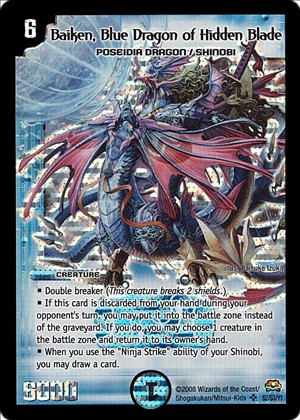 6
Baiken, Blue Dragon of Hidden Blade
POSEIDIA DRAGON / SHINOBI
CREATURE
■ Double breaker (This creature breaks 2 shields.)
■ If this card is discarded from your hand during your
opponent's turn, you may put it into the battle zone instead
of the graveyard. If you do, you may choose 1 creature in
the battle zone and return it to its owner's hand.
■ When you use the "Ninja Strike" ability of your Shinobi,
you may draw a card.
6000
©2008 Wizards of the Coast/
Shogakukan/Mitsui-Kids